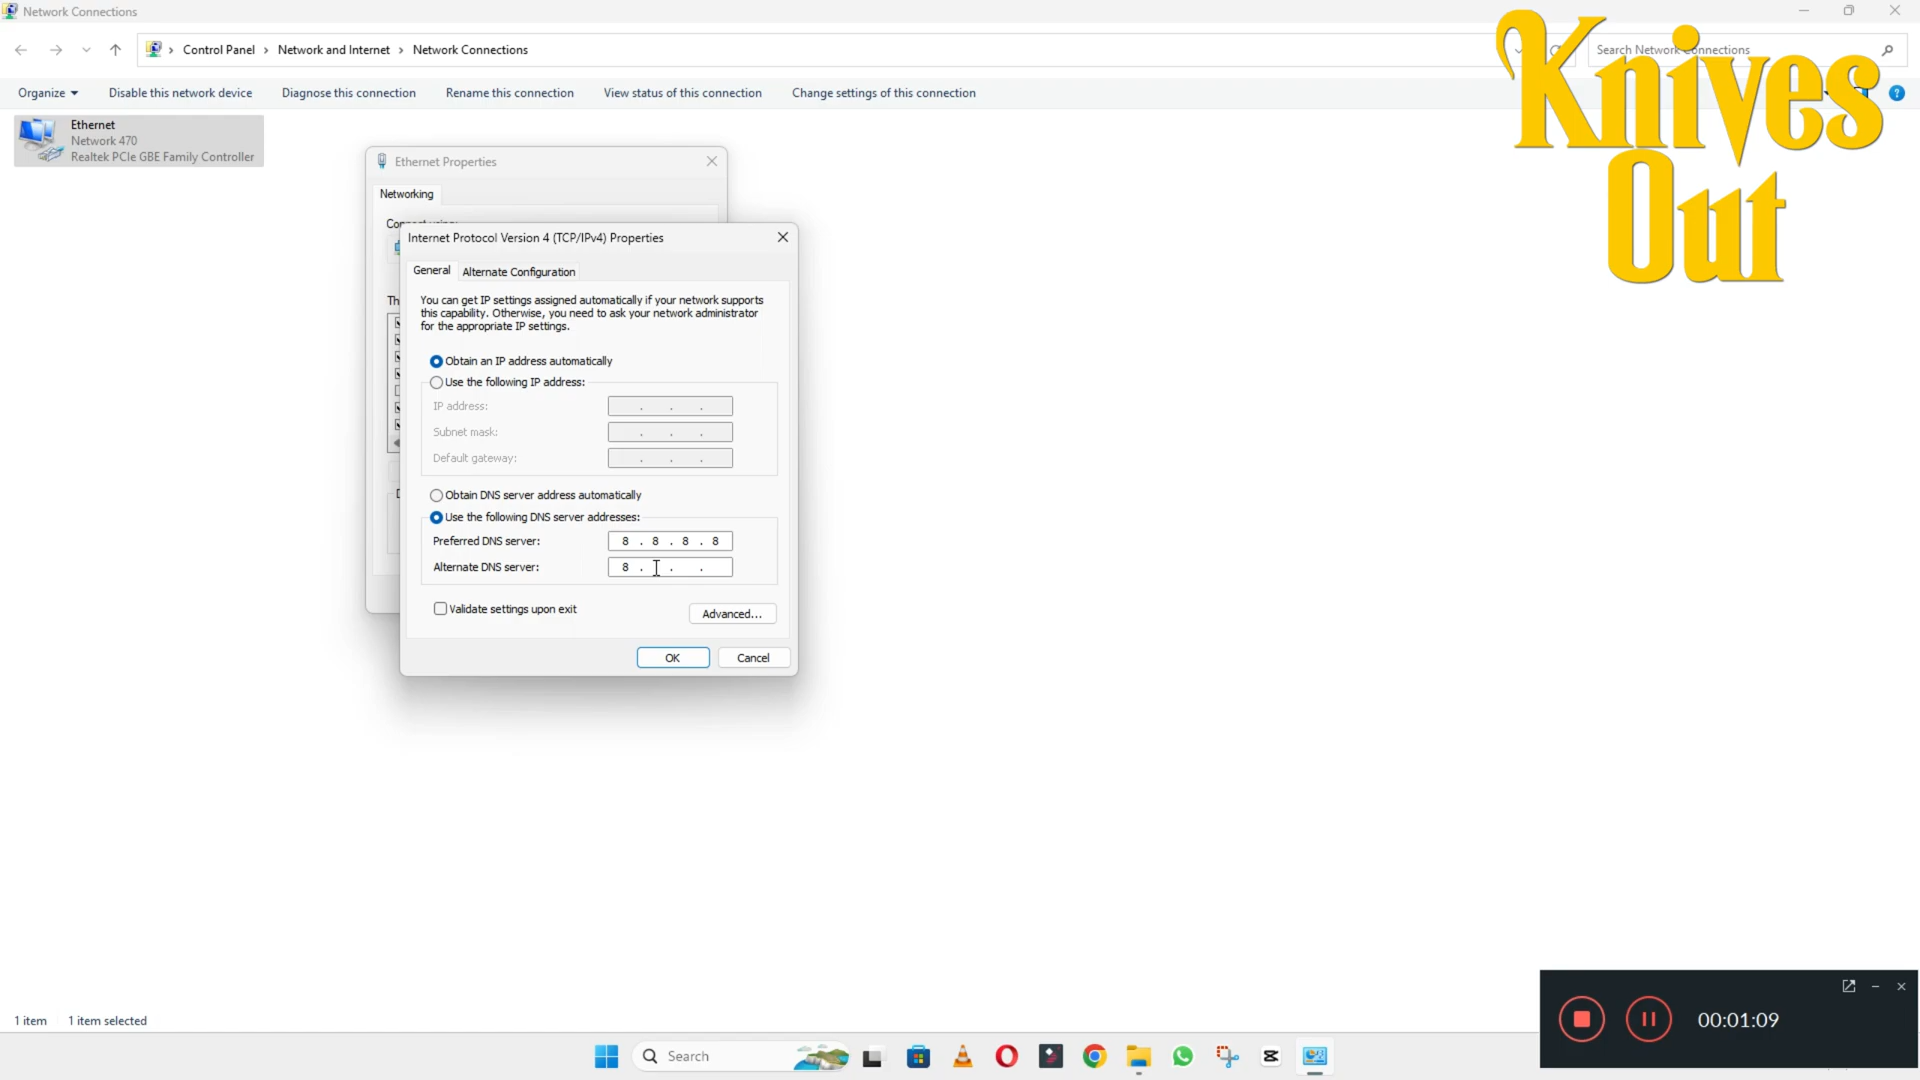 Network Connections
Control Panel > Network and Internet > Network Connections
Search Network Connections
Organize
Disable this network device
Diagnose this connection
Rename this connection
View status of this connection
Change settings of this connection
Knives
Out
Ethernet
Network 470
Realtek PCIe GBE Family Controller
Ethernet Properties
Networking
Internet Protocol Version 4 (TCP/IPv4) Properties
General
Alternate Configuration
You can get IP settings assigned automatically if your network supports
this capability. Otherwise, you need to ask your network administrator
for the appropriate IP settings.
Obtain an IP address automatically
Use the following IP address:
IP address:
Subnet mask:
Default gateway:
Obtain DNS server address automatically
Use the following DNS server addresses:
Preferred DNS server: 8 . 8 . 8 . 8
Alternate DNS server: 8 . . .
Validate settings upon exit
Advanced...
OK
Cancel
1 item
1 item selected
00:01:09
Search